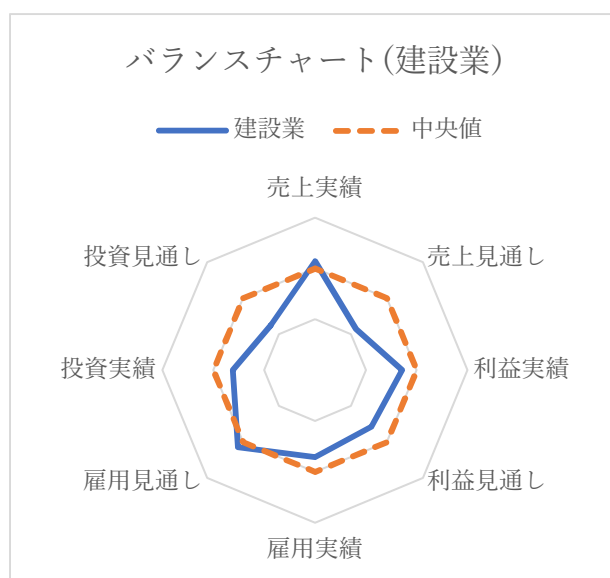 バランスチャート(建設業)
建設業 中央値
売上実績
投資見通し 売上見通し
投資実績 利益実績
雇用見通し 利益見通し
雇用実績